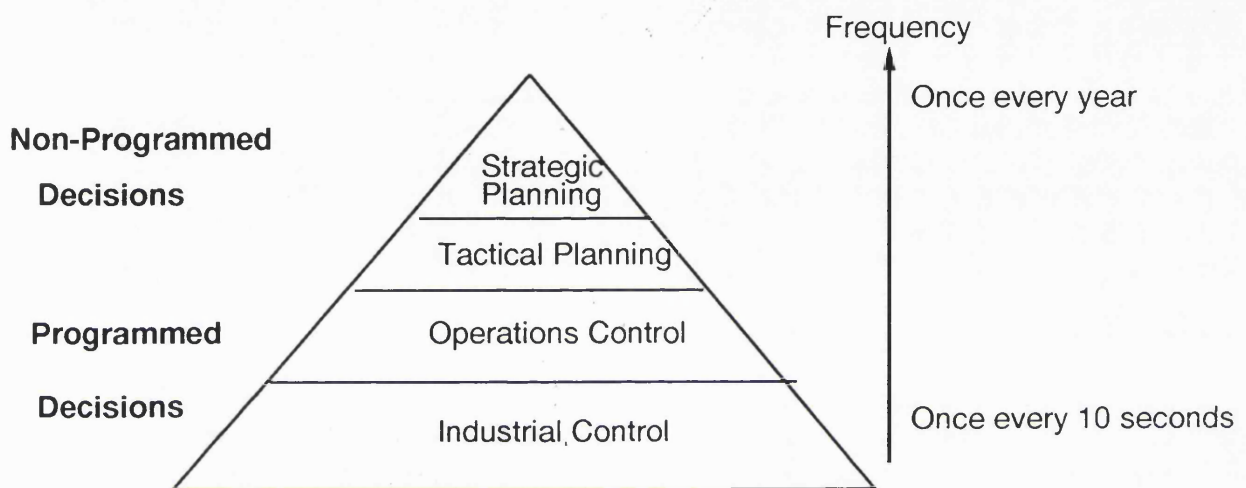 Frequency
Once every year
Non-Programmed
Decisions
Strategic
Planning
Tactical Planning
Programmed
Operations Control
Decisions
Industrial Control
Once every 10 seconds